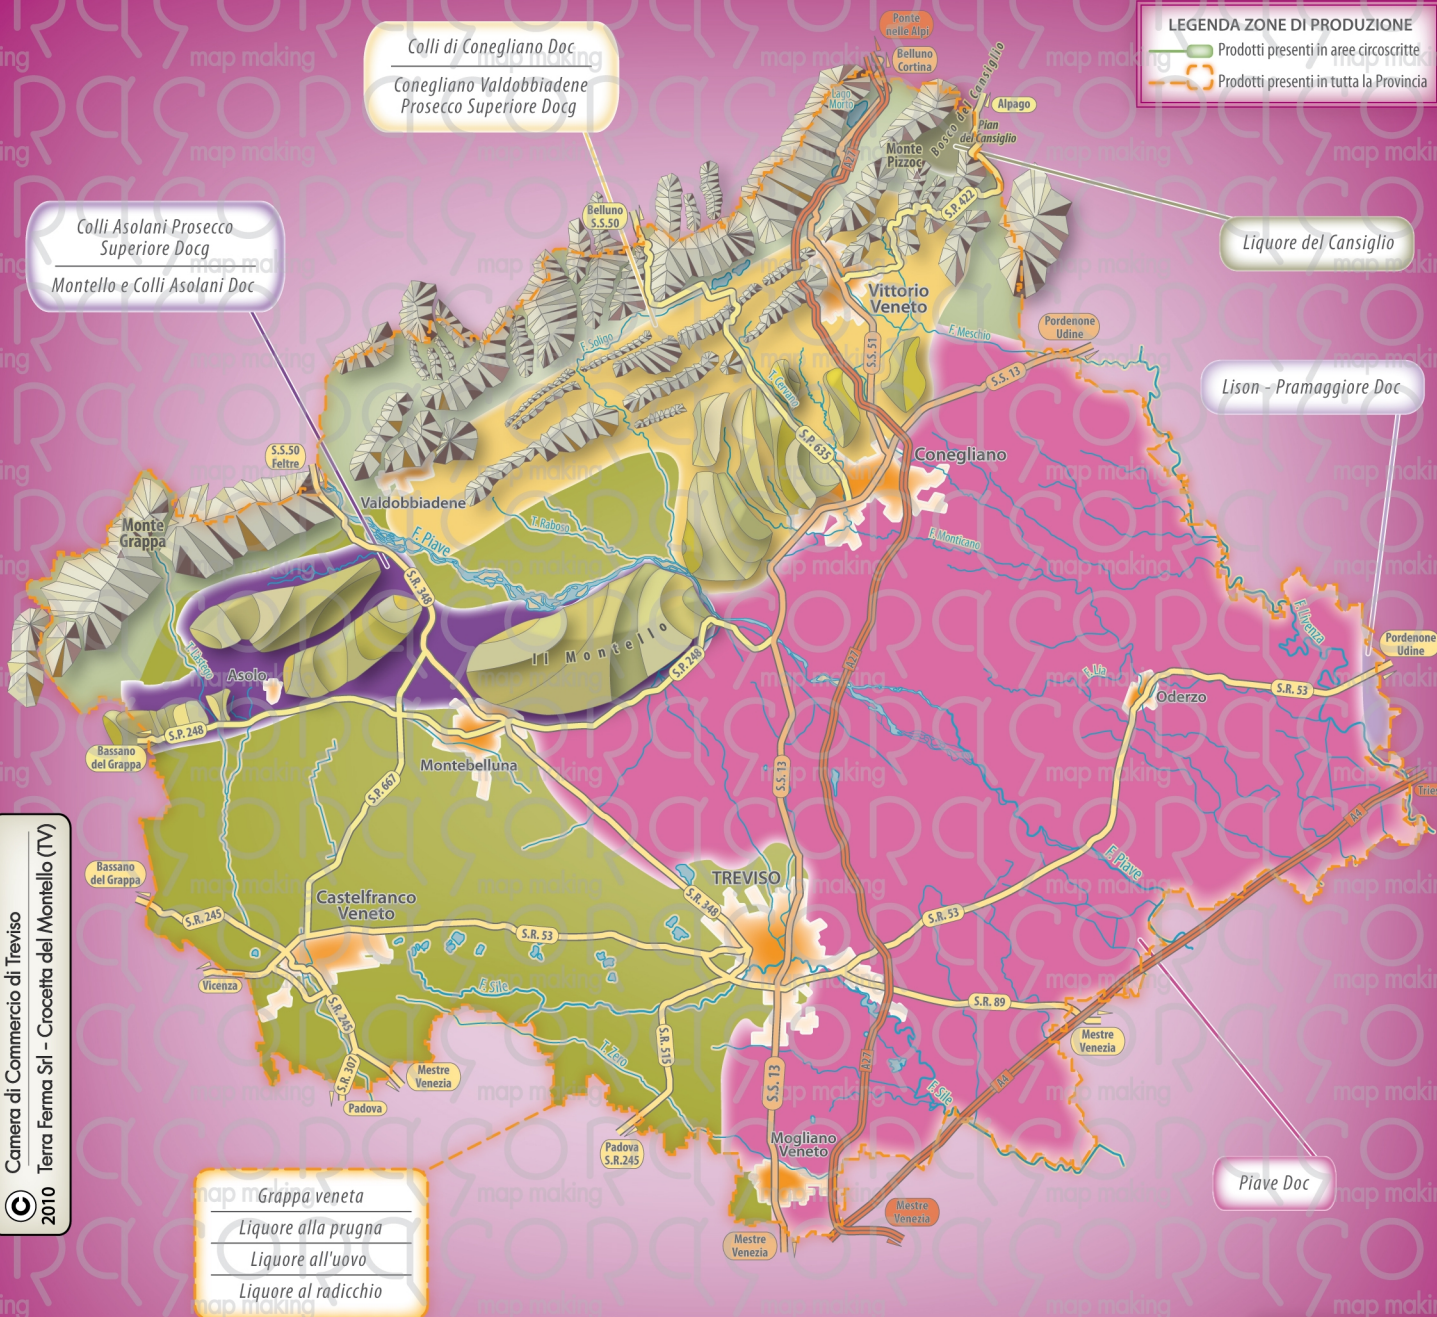 LEGENDA ZONE DI PRODUZIONE
Prodotti presenti in aree circoscritte
Prodotti presenti in tutta la Provincia
Colli di Conegliano Doc
Conegliano Valdobbiadene
Prosecco Superiore Docg
Colli Asolani Prosecco
Superiore Docg
Montello e Colli Asolani Doc
Liquore del Cansiglio
Lison - Pramaggiore Doc
Piave Doc
Grappa veneta
Liquore alla prugna
Liquore all'uovo
Liquore al radicchio
Ponte
nelle Alpi
Belluno
Cortina
Lago
Morto
A27
Bosco del Cansiglio
Alpago
Pian
del Cansiglio
Monte
Pizzoc
S.P. 422
Belluno
S.S.50
Vittorio
Veneto
F. Meschio
Pordenone
Udine
S.S. 13
S.S. 51
F. Soligo
T. Cervano
S.P. 635
Conegliano
F. Monticano
S.S.50
Feltre
Valdobbiadene
Monte
Grappa
F. Piave
T. Raboso
S.R. 348
Il Montello
T. Lastego
Asolo
S.P. 248
S.P. 248
Bassano
del Grappa
Montebelluna
S.P. 667
A27
S.S. 13
F. Livenza
Pordenone
Udine
F. Lia
Oderzo
S.R. 53
A4
F. Piave
Bassano
del Grappa
S.R. 245
Castelfranco
Veneto
TREVISO
S.R. 348
S.R. 53
S.R. 53
Vicenza
F. Sile
S.R. 245
S.R. 307
Mestre
Venezia
Padova
T. Zero
S.R. 515
Padova
S.R.245
S.R. 89
Mestre
Venezia
A4
A27
S.S. 13
F. Sile
Mogliano
Veneto
Mestre
Venezia
Mestre
Venezia
Camera di Commercio di Treviso
Terra Ferma Srl - Crocetta del Montello (TV)
© 2010
map making